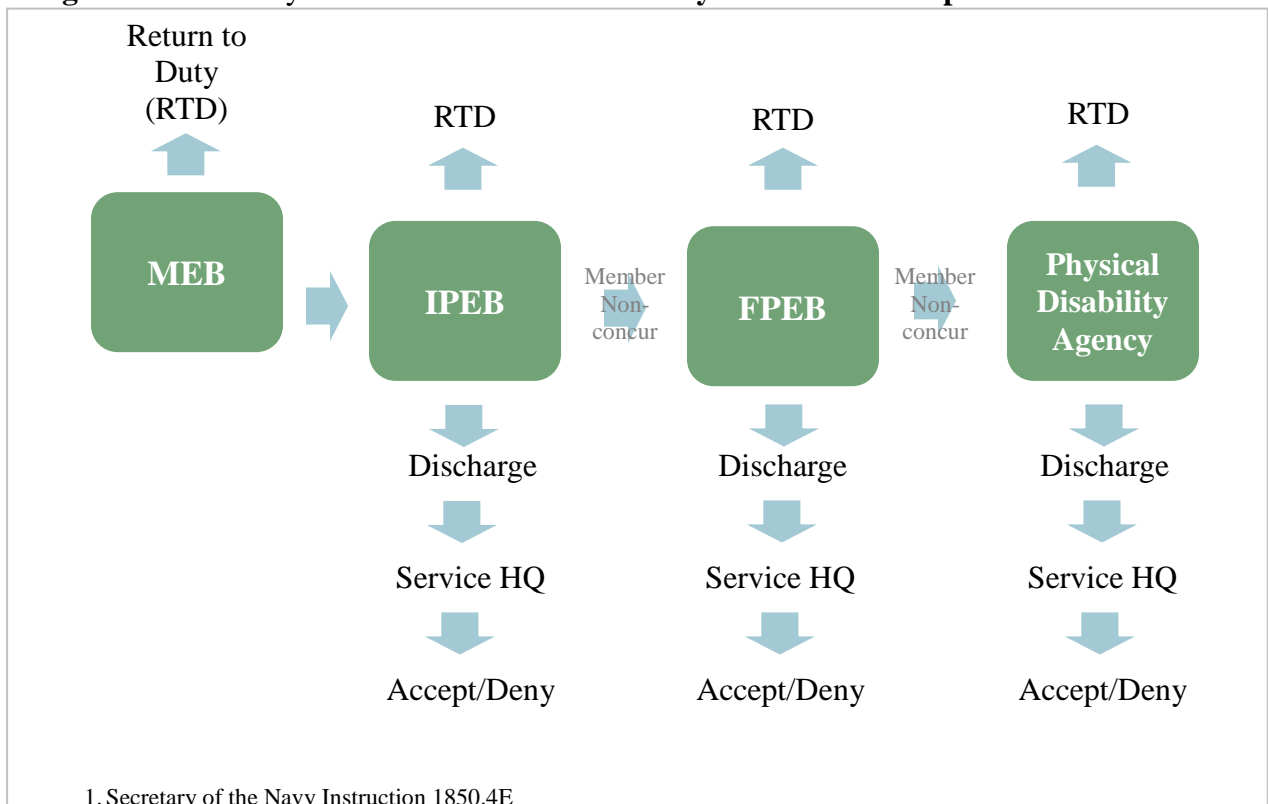 Return to
Duty
(RTD)
RTD
RTD
RTD
MEB
IPEB
Member
Non-
concur
FPEB
Member
Non-
concur
Physical
Disability
Agency
Discharge
Discharge
Discharge
Service HQ
Service HQ
Service HQ
Accept/Deny
Accept/Deny
Accept/Deny
1. Secretary of the Navy Instruction 1850.4E